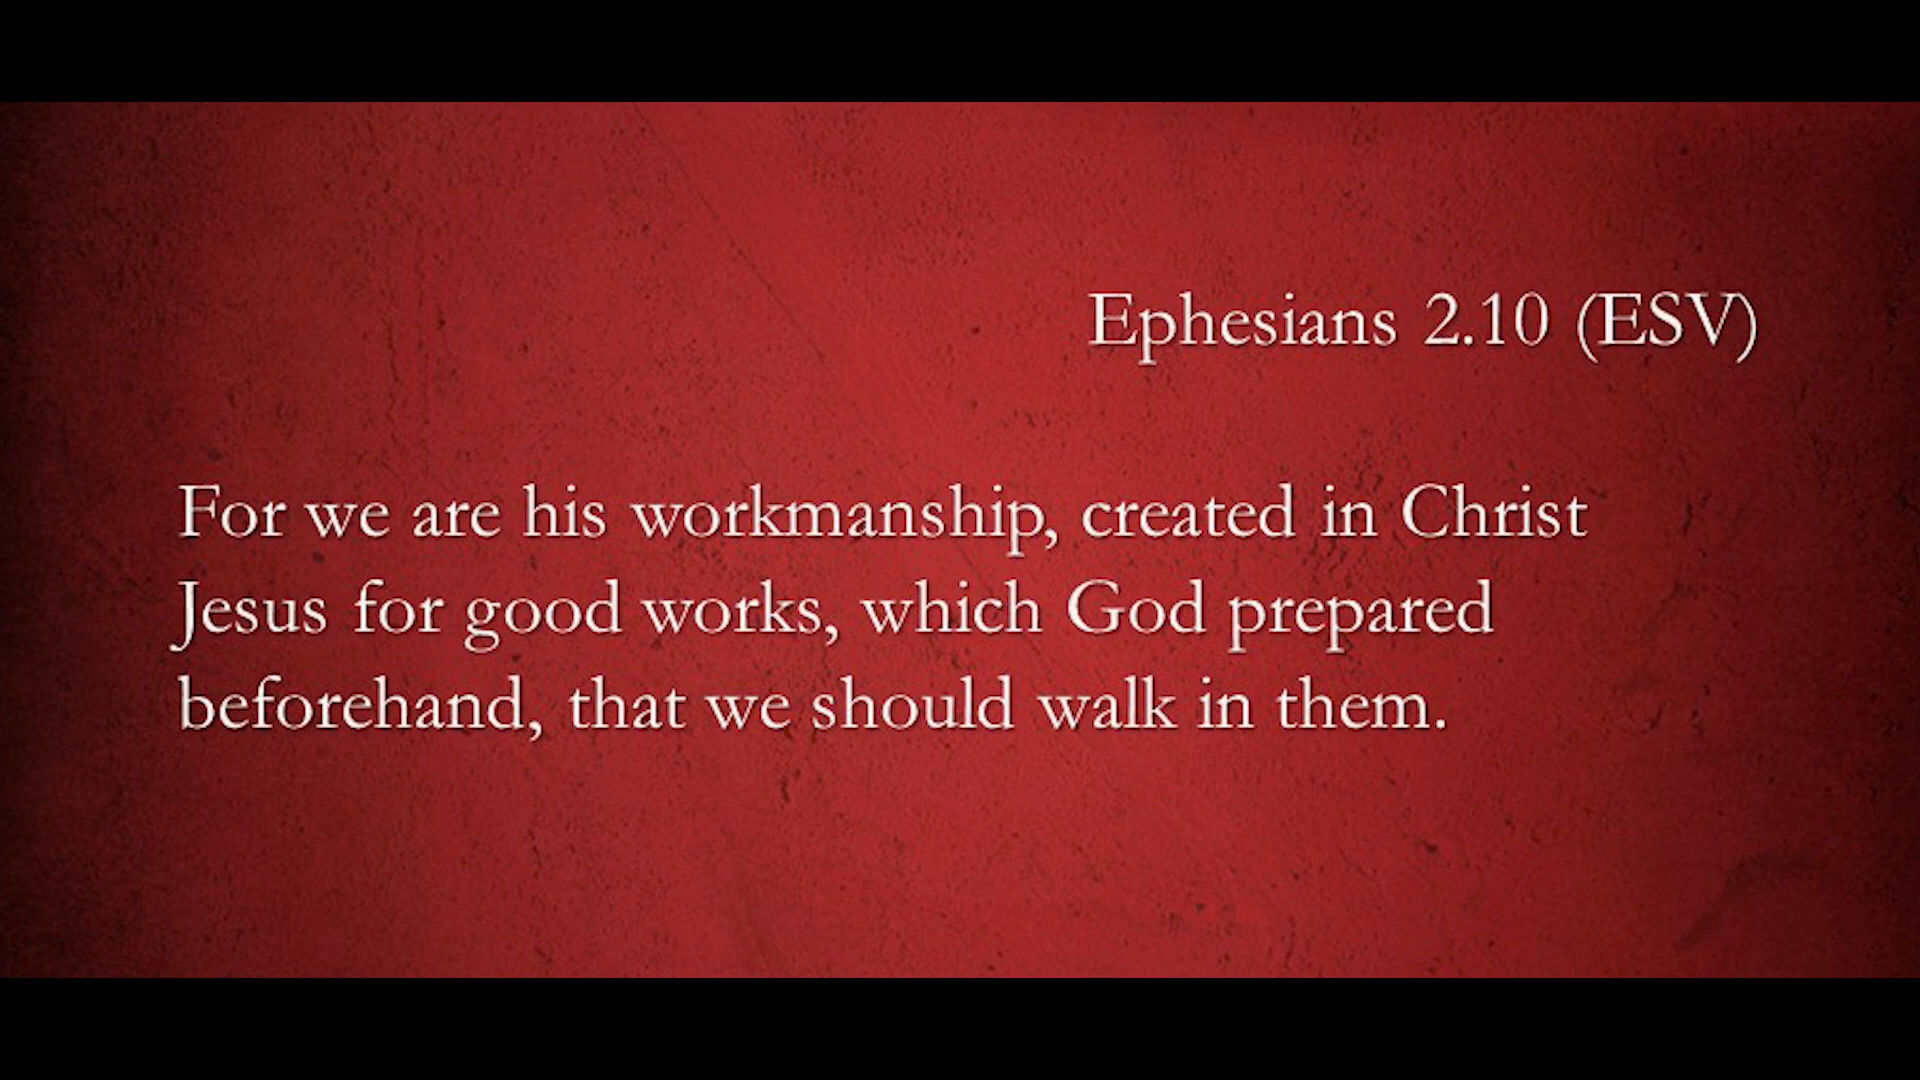 Ephesians 2.10 (ESV)
For we are his workmanship, created in Christ
Jesus for good works, which God prepared
beforehand, that we should walk in them.